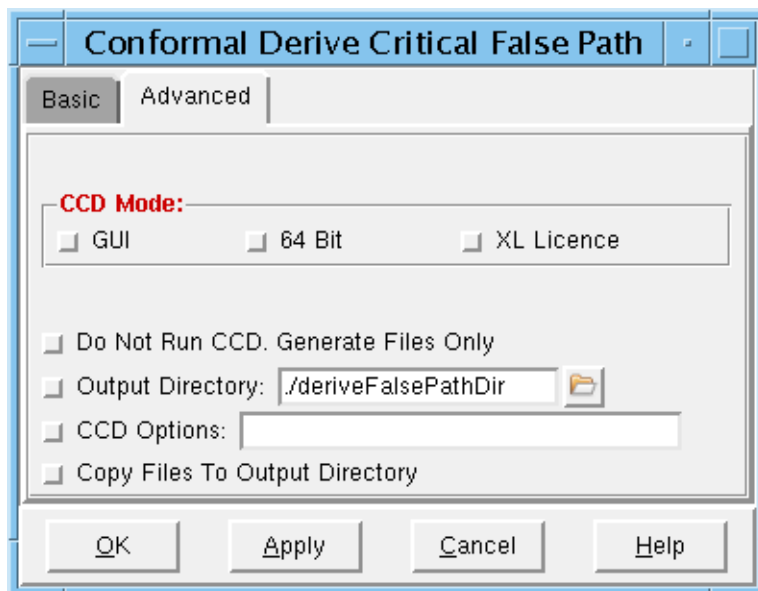 Conformal Derive Critical False Path
Basic Advanced
CCD Mode:
GUI 64 Bit XL Licence
Do Not Run CCD. Generate Files Only
Output Directory: ./deriveFalsePathDir
CCD Options:
Copy Files To Output Directory
OK Apply Cancel Help